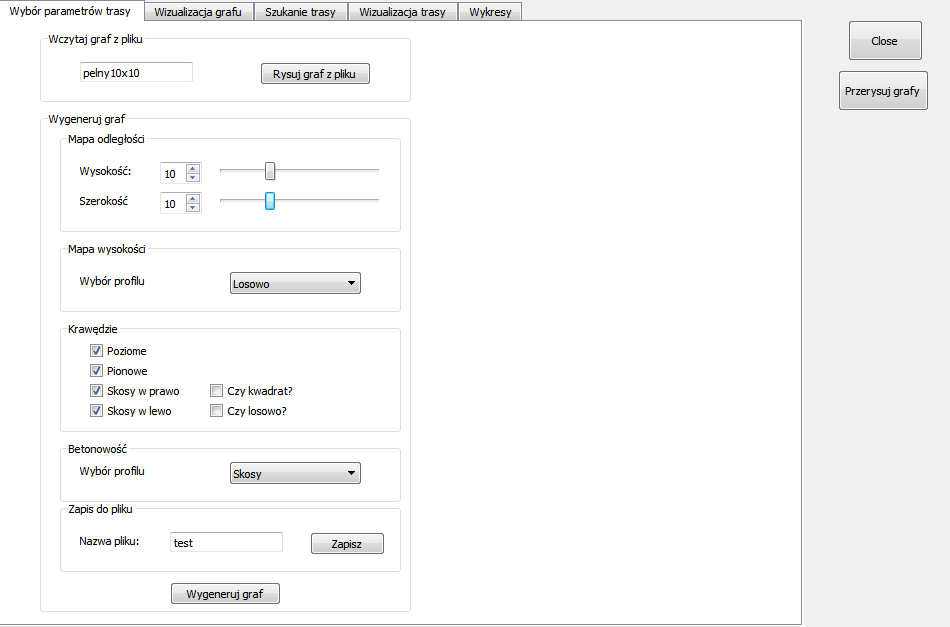 Wybór parametrów trasy Wizualizacja grafu Szukanie trasy Wizualizacja trasy Wykresy
Close
Przerysuj grafy
Wczytaj graf z pliku
pelny10x10 Rysuj graf z pliku
Wygeneruj graf
Mapa odległości
Wysokość: 10
Szerokość 10
Mapa wysokości
Wybór profilu Losowo
Krawędzie
Poziome
Pionowe
Skosy w prawo Czy kwadrat?
Skosy w lewo Czy losowo?
Betonowość
Wybór profilu Skosy
Zapis do pliku
Nazwa pliku: test Zapisz
Wygeneruj graf